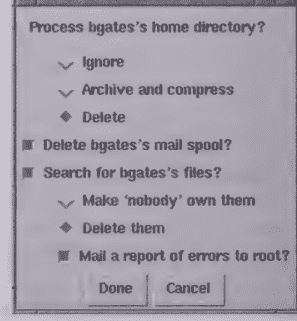 Process bgates's home directory?
Ignore
Archive and compress
Delete
Delete bgates's mail spool?
Search for bgates's files?
Make 'nobody' own them
Delete them
Mail a report of errors to root?
Done Cancel